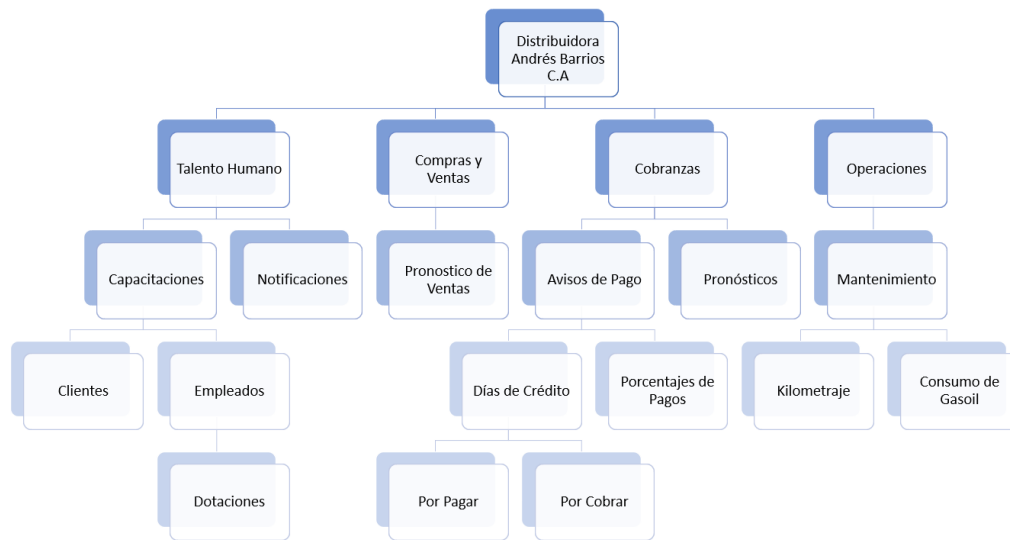 Distribuidora
Andrés Barrios
C.A
Talento Humano
Compras y
Ventas
Cobranzas
Operaciones
Capacitaciones
Notificaciones
Pronostico de
Ventas
Avisos de Pago
Pronósticos
Mantenimiento
Clientes
Empleados
Días de Crédito
Porcentajes de
Pagos
Kilometraje
Consumo de
Gasoil
Dotaciones
Por Pagar
Por Cobrar